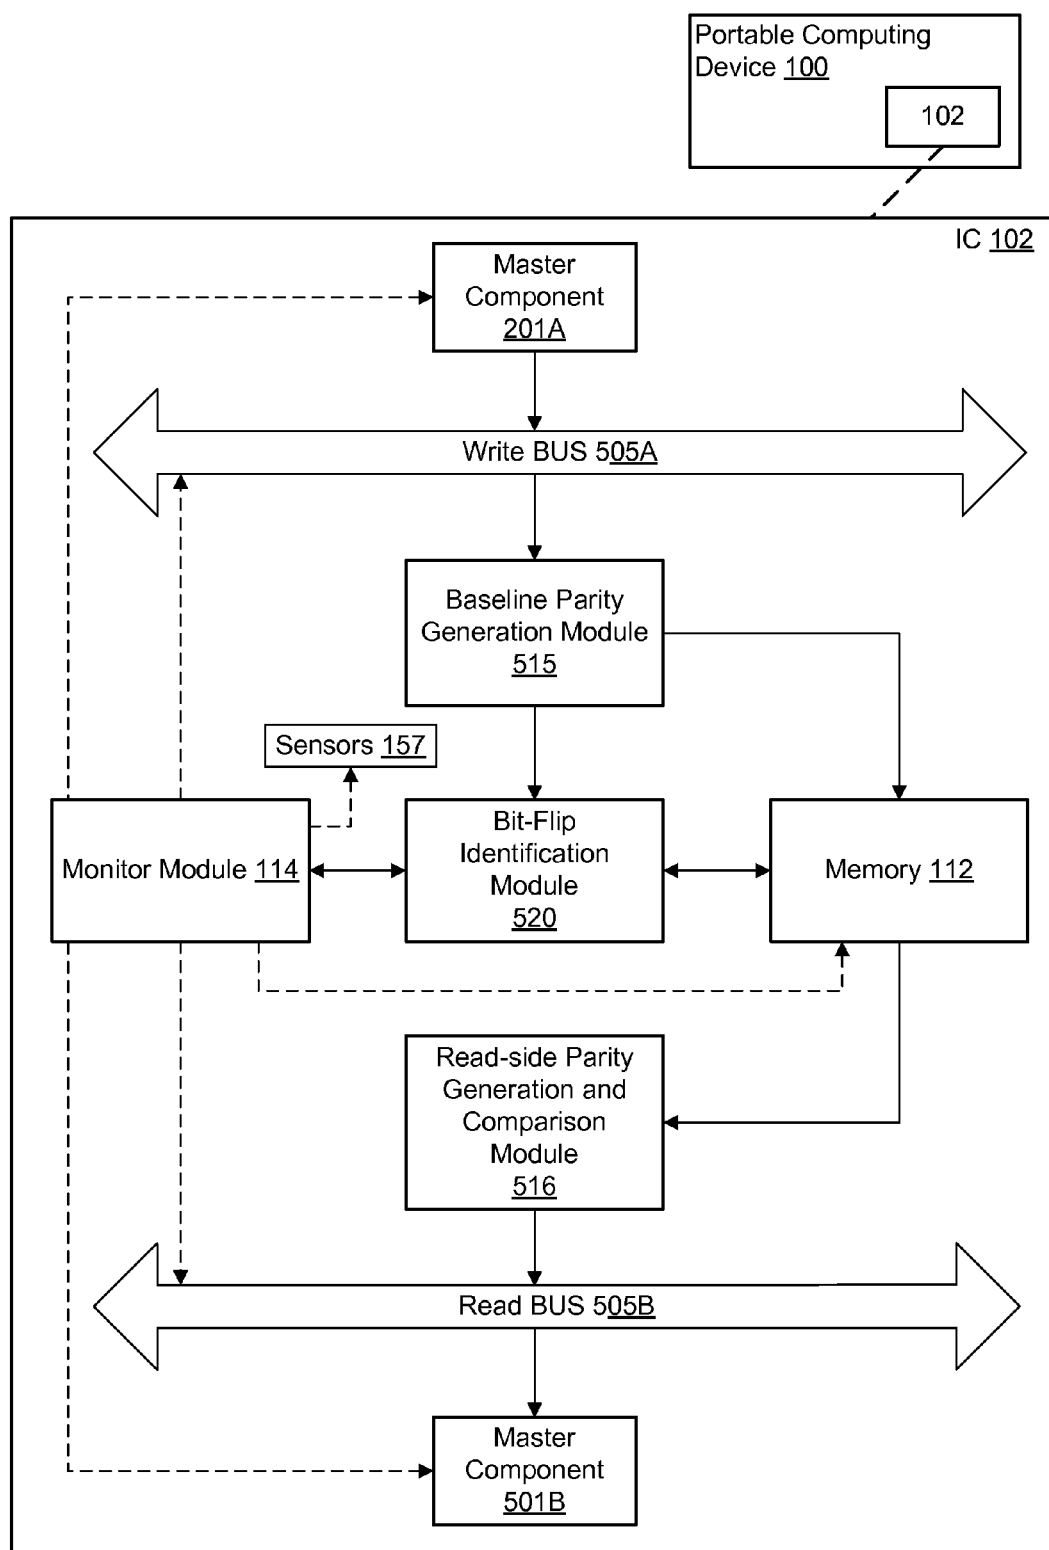 Portable Computing
Device 100
102
IC 102
Master
Component
201A
Write BUS 505A
Baseline Parity
Generation Module
515
Sensors 157
Monitor Module 114
Bit-Flip
Identification
Module
520
Memory 112
Read-side Parity
Generation and
Comparison
Module
516
Read BUS 505B
Master
Component
501B